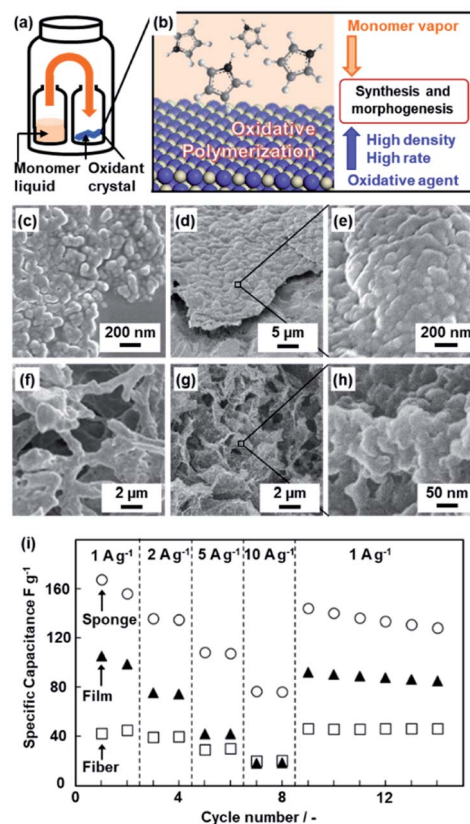 (a)
Monomer liquid
Oxidant crystal
(b)
Oxidative
Polymerization
Monomer vapor
Synthesis and
morphogenesis
High density
High rate
Oxidative agent
(c)
200 nm
(d)
5 µm
(e)
200 nm
(f)
2 µm
(g)
2 µm
(h)
50 nm
(i)
1 A g⁻¹ 2 A g⁻¹ 5 A g⁻¹ 10 A g⁻¹ 1 A g⁻¹
Specific Capacitance F g⁻¹
160
120
80
40
0
Sponge
Film
Fiber
4 8 12
Cycle number / -